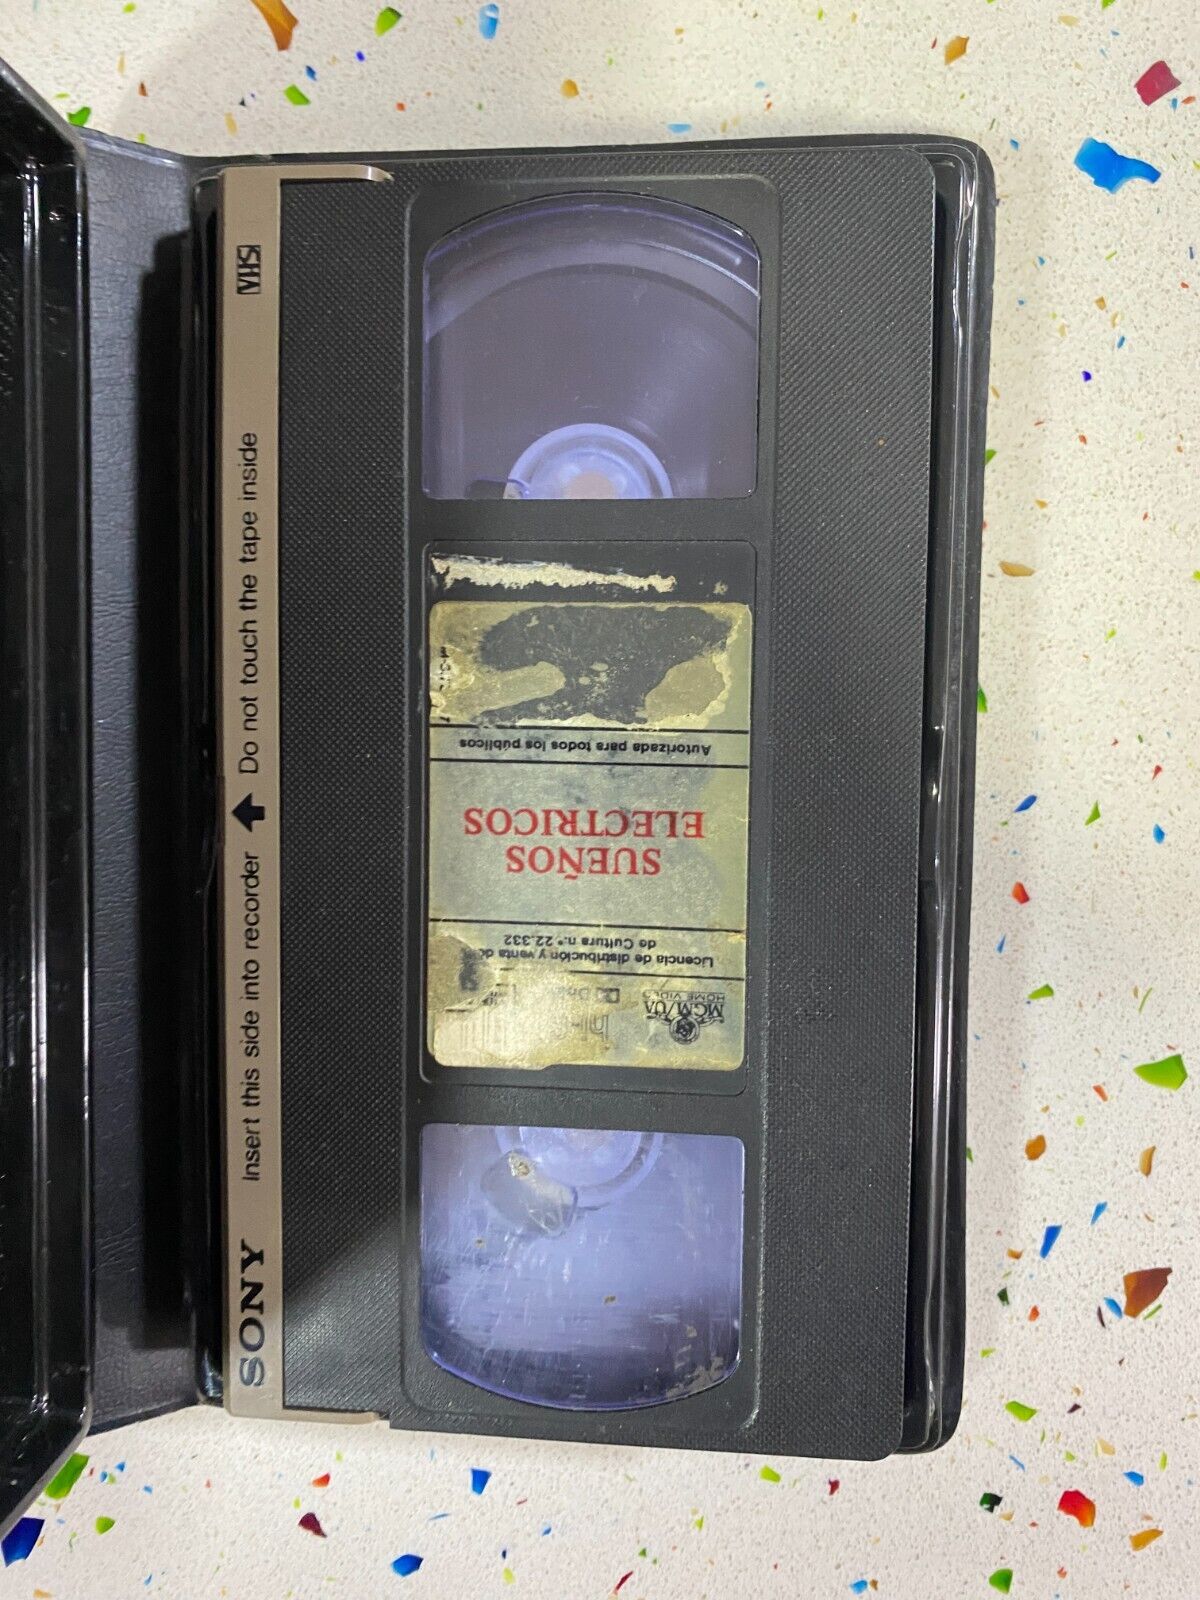 SONY
Insert this side into recorder
Do not touch the tape inside
VHS
MGM/UA
HOME VIDEO
Licencia de distribución y venta
de Cultura n.º 22.332
SUEÑOS
ELECTRICOS
Autorizada para todos los públicos